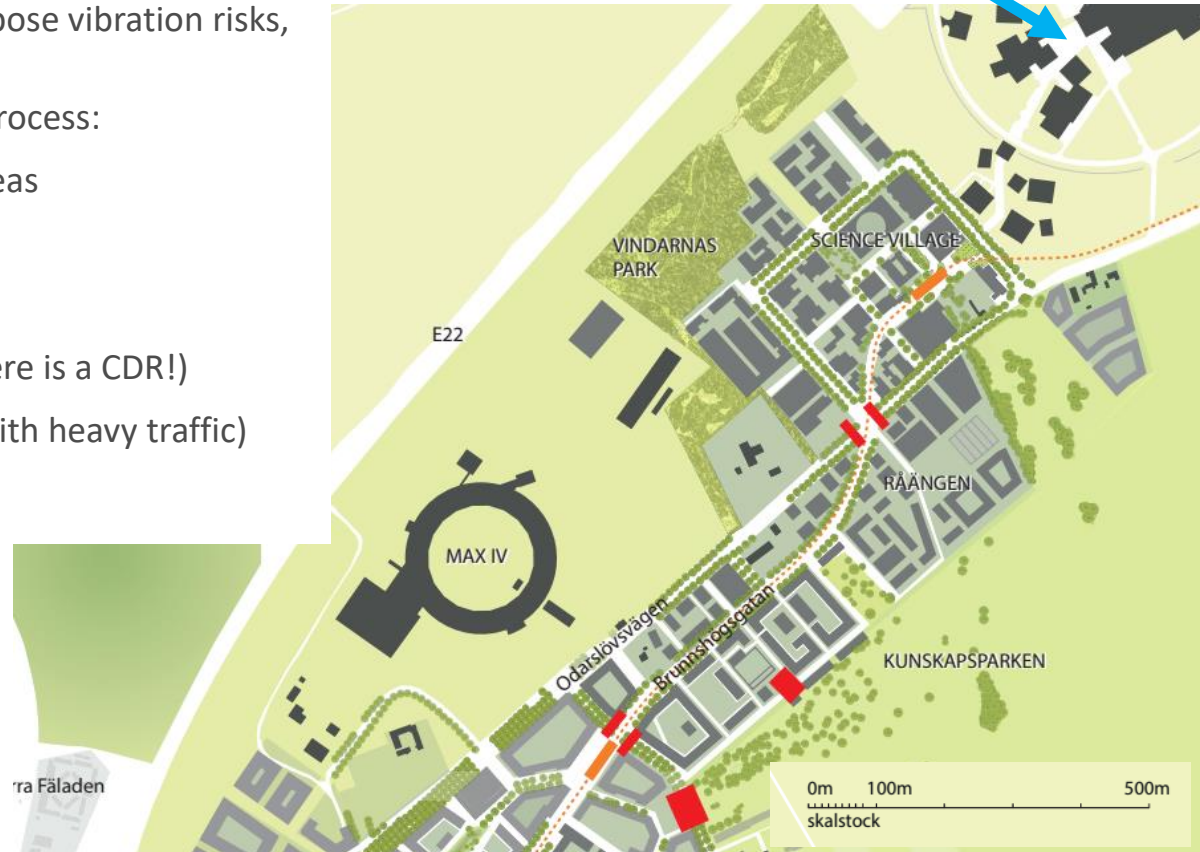 pose vibration risks,
rocess:
eas
ere is a CDR!)
ith heavy traffic)
VINDARNAS
PARK
SCIENCE VILLAGE
E22
RÅÄNGEN
MAX IV
Odarslövsvägen
Brunnshögsgatan
KUNSKAPSPARKEN
rra Fäladen
0m 100m 500m
skalstock